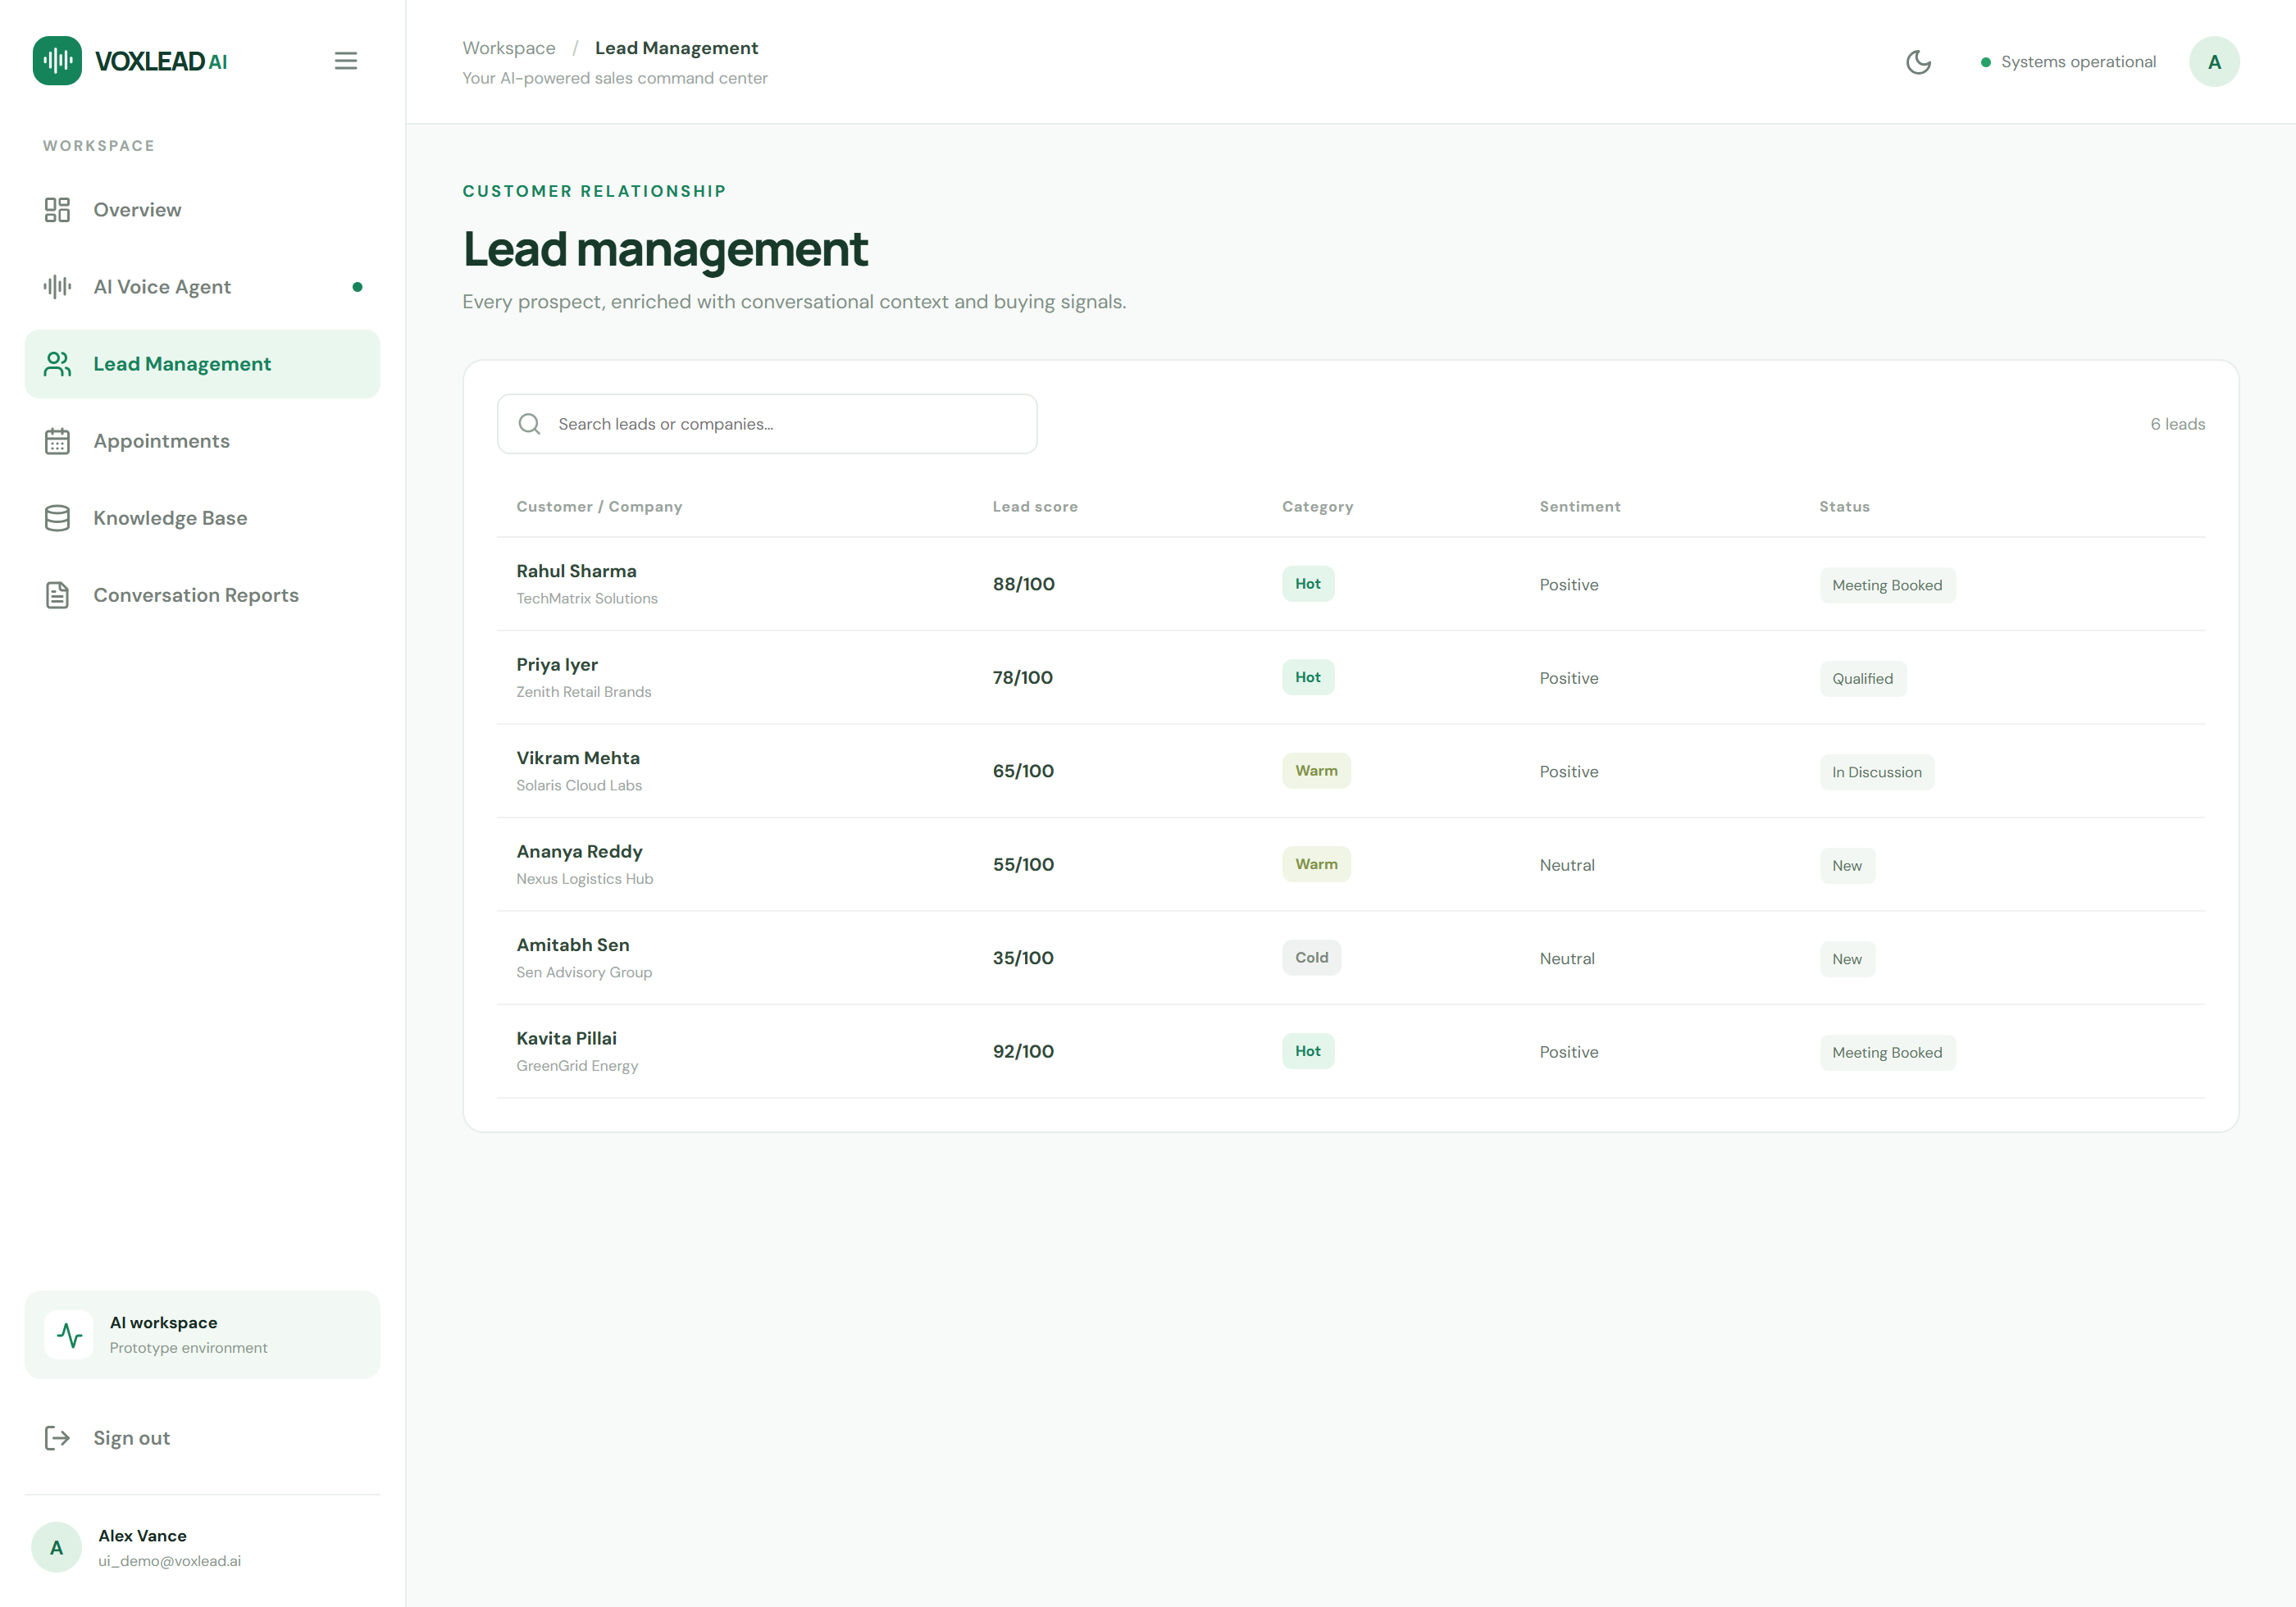 VOXLEAD AI
WORKSPACE
Overview
AI Voice Agent
Lead Management
Appointments
Knowledge Base
Conversation Reports
AI workspace
Prototype environment
Sign out
A
Alex Vance
ui_demo@voxlead.ai
Workspace / Lead Management
Your AI-powered sales command center
Systems operational
A
CUSTOMER RELATIONSHIP
Lead management
Every prospect, enriched with conversational context and buying signals.
Search leads or companies...
6 leads
Customer / Company Lead score Category Sentiment Status
Rahul Sharma
TechMatrix Solutions
88/100 Hot Positive Meeting Booked
Priya Iyer
Zenith Retail Brands
78/100 Hot Positive Qualified
Vikram Mehta
Solaris Cloud Labs
65/100 Warm Positive In Discussion
Ananya Reddy
Nexus Logistics Hub
55/100 Warm Neutral New
Amitabh Sen
Sen Advisory Group
35/100 Cold Neutral New
Kavita Pillai
GreenGrid Energy
92/100 Hot Positive Meeting Booked